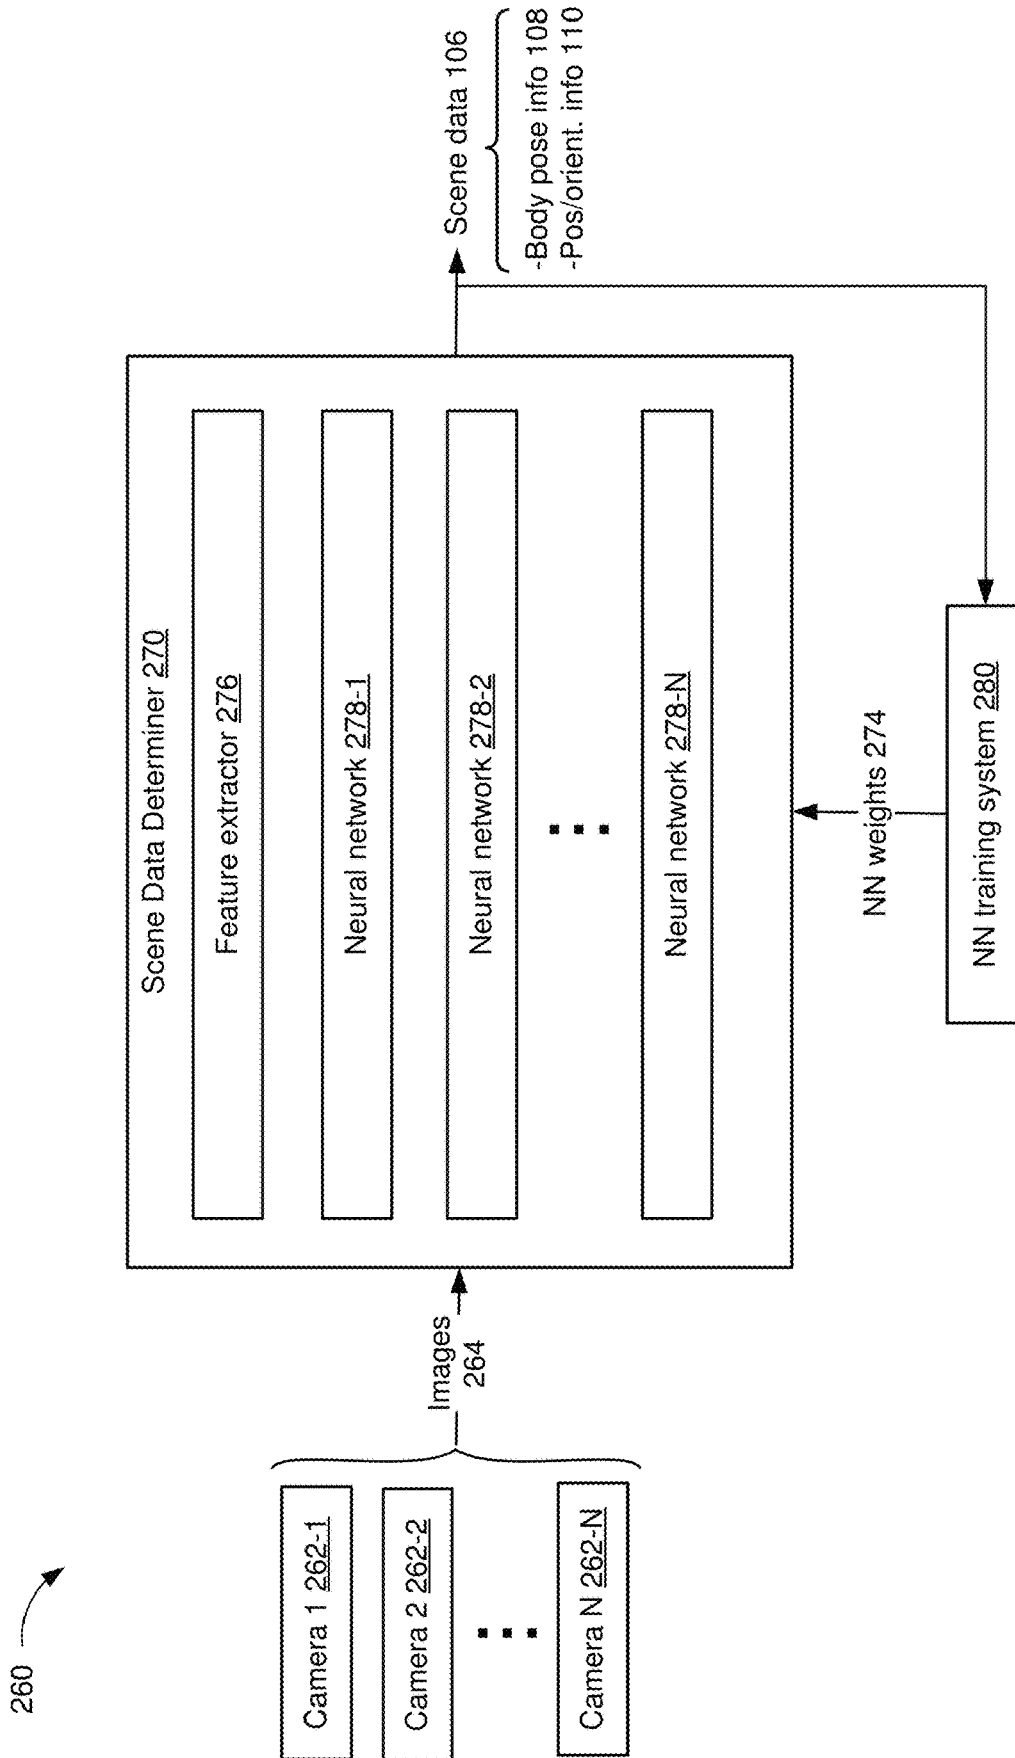 260
Camera 1 262-1
Camera 2 262-2
Camera N 262-N
Images
264
Scene Data Determiner 270
Feature extractor 276
Neural network 278-1
Neural network 278-2
Neural network 278-N
NN weights 274
NN training system 280
Scene data 106
-Body pose info 108
-Pos/orient. info 110